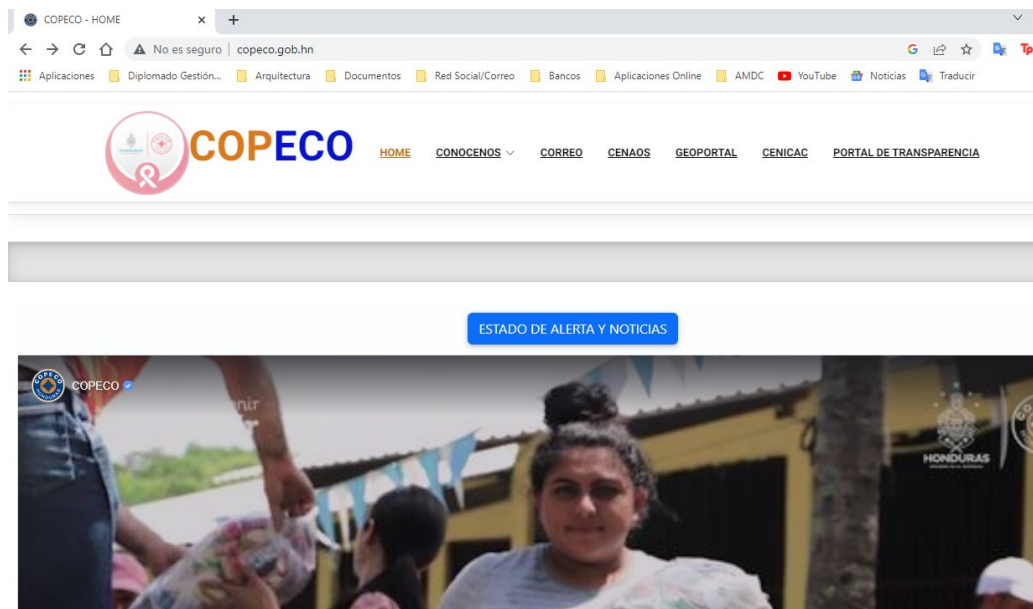 COPECO - HOME
No es seguro | copeco.gob.hn
Aplicaciones Diplomado Gestión... Arquitectura Documentos Red Social/Correo Bancos Aplicaciones Online AMDC YouTube Noticias Traducir
COPECO HOME CONOCENOS CORREO CENAOS GEOPORTAL CENICAC PORTAL DE TRANSPARENCIA
ESTADO DE ALERTA Y NOTICIAS
COPECO
HONDURAS